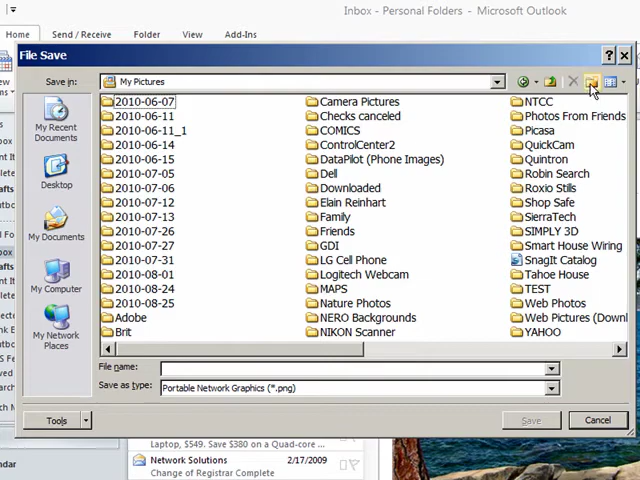 Inbox - Personal Folders - Microsoft Outlook
Home Send / Receive Folder View Add-Ins
File Save
Save in: My Pictures
My Recent Documents
Desktop
My Documents
My Computer
My Network Places
2010-06-07
2010-06-11
2010-06-11_1
2010-06-14
2010-06-15
2010-07-05
2010-07-06
2010-07-12
2010-07-13
2010-07-26
2010-07-27
2010-07-31
2010-08-01
2010-08-24
2010-08-25
Adobe
Brit
Camera Pictures
Checks canceled
COMICS
ControlCenter2
DataPilot (Phone Images)
Dell
Downloaded
Elain Reinhart
Family
Friends
GDI
LG Cell Phone
Logitech Webcam
MAPS
Nature Photos
NERO Backgrounds
NIKON Scanner
NTCC
Photos From Friends
Picasa
QuickCam
Quintron
Robin Search
Roxio Stills
Shop Safe
SierraTech
SIMPLY 3D
Smart House Wiring
SnagIt Catalog
Tahoe House
TEST
Web Photos
Web Pictures (Downl
YAHOO
File name:
Save as type: Portable Network Graphics (*.png)
Tools Save Cancel
Laptop, $549. Save $380 on a Quad-core
Network Solutions 2/17/2009
Change of Registrar Complete